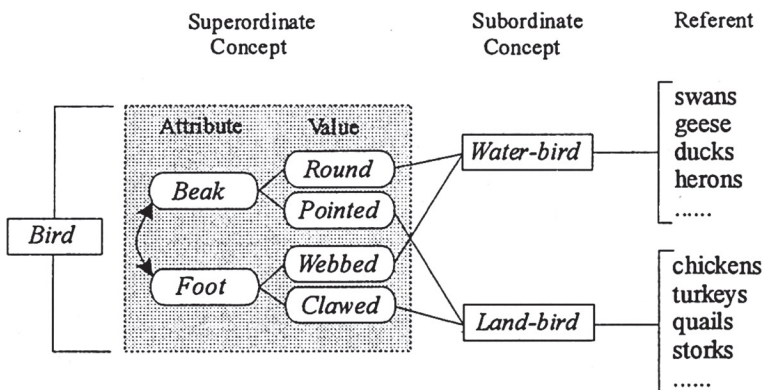 Superordinate
Concept
Subordinate
Concept
Referent
Attribute
Value
Bird
Beak
Foot
Round
Pointed
Webbed
Clawed
Water-bird
Land-bird
swans
geese
ducks
herons
......
chickens
turkeys
quails
storks
......